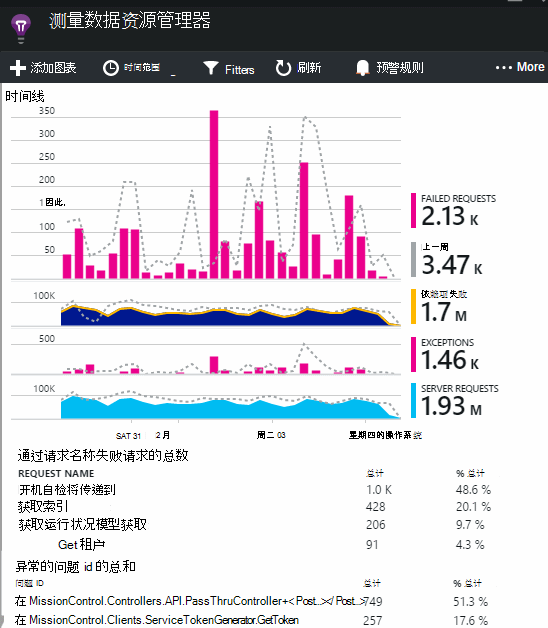 测量数据资源管理器
添加图表 时间范围 Fitters 刷新 预警规则 More
时间线
350
300
250
200
1因此,
100
50
FAILED REQUESTS
2.13 K
上一周
3.47 K
100K
依赖项失败
1.7 M
500
EXCEPTIONS
1.46 K
100K
SERVER REQUESTS
1.93 M
SAT 31 2 月 周二 03 星期四的操作系统
通过请求名称失败请求的总数
REQUEST NAME 总计 % 总计
开机自检将传递到 1.0 K 48.6 %
获取索引 428 20.1 %
获取运行状况模型获取 206 9.7 %
Get 租户 91 4.3 %
异常的问题 id 的总和
问题 ID 总计 % 总计
在 MissionControl.Controllers.API.PassThruController+< Post...></ Post...> 749 51.3 %
在 MissionControl.Clients.ServiceTokenGenerator.GetToken 257 17.6 %